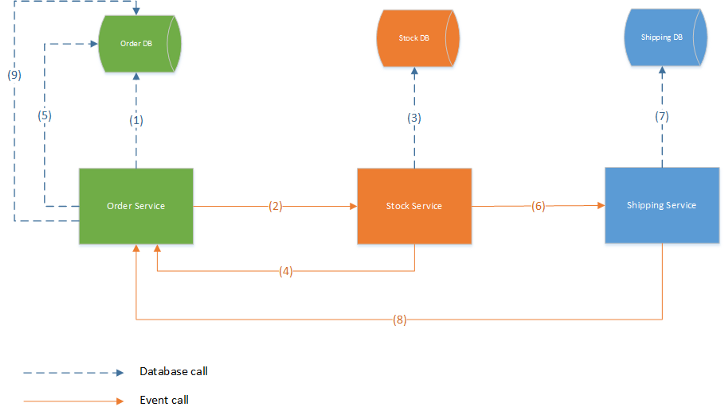 Order DB
Stock DB
Shipping DB
(9)
(5)
(1)
(3)
(7)
Order Service
(2)
Stock Service
(6)
Shipping Service
(4)
(8)
Database call
Event call